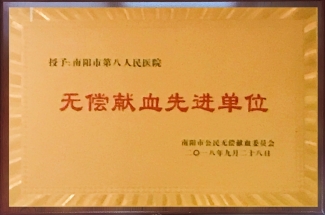 授予：南阳市第八人民医院
无偿献血先进单位
南阳市公民无偿献血委员会
二〇一八年九月二十八日